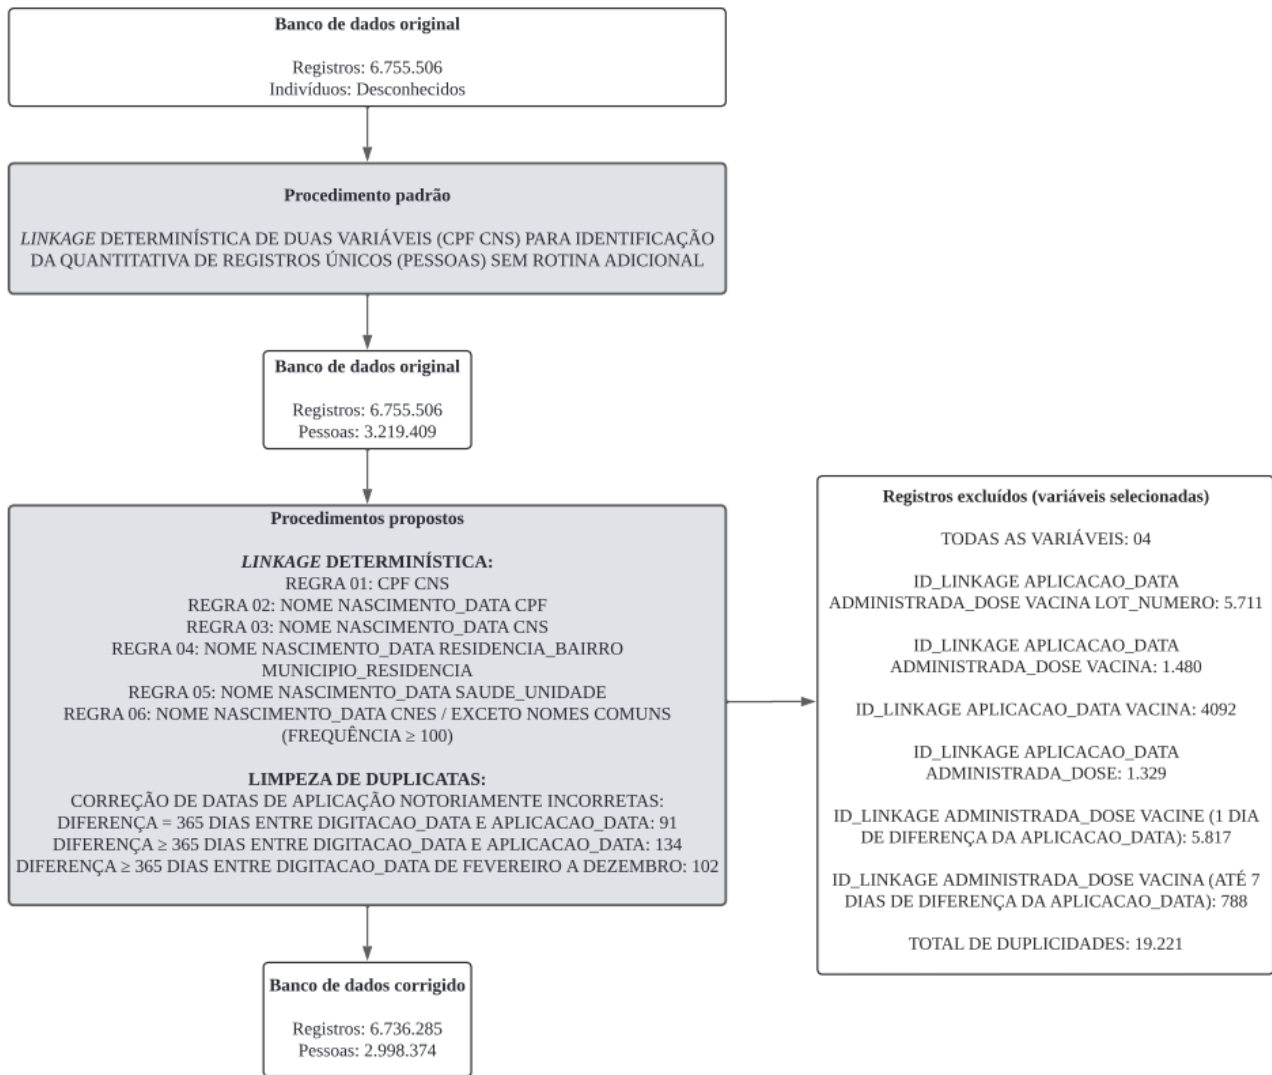 Banco de dados original
Registros: 6.755.506
Indivíduos: Desconhecidos
Procedimento padrão
LINKAGE DETERMINÍSTICA DE DUAS VARIÁVEIS (CPF CNS) PARA IDENTIFICAÇÃO
DA QUANTITATIVA DE REGISTROS ÚNICOS (PESSOAS) SEM ROTINA ADICIONAL
Banco de dados original
Registros: 6.755.506
Pessoas: 3.219.409
Procedimentos propostos
LINKAGE DETERMINÍSTICA:
REGRA 01: CPF CNS
REGRA 02: NOME NASCIMENTO_DATA CPF
REGRA 03: NOME NASCIMENTO_DATA CNS
REGRA 04: NOME NASCIMENTO_DATA RESIDENCIA_BAIRRO
MUNICIPIO_RESIDENCIA
REGRA 05: NOME NASCIMENTO_DATA SAUDE_UNIDADE
REGRA 06: NOME NASCIMENTO_DATA CNES / EXCETO NOMES COMUNS
(FREQUÊNCIA ≥ 100)
LIMPEZA DE DUPLICATAS:
CORREÇÃO DE DATAS DE APLICAÇÃO NOTORIAMENTE INCORRETAS:
DIFERENÇA = 365 DIAS ENTRE DIGITACAO_DATA E APLICACAO_DATA: 91
DIFERENÇA ≥ 365 DIAS ENTRE DIGITACAO_DATA E APLICACAO_DATA: 134
DIFERENÇA ≥ 365 DIAS ENTRE DIGITACAO_DATA DE FEVEREIRO A DEZEMBRO: 102
Registros excluídos (variáveis selecionadas)
TODAS AS VARIÁVEIS: 04
ID_LINKAGE APLICACAO_DATA
ADMINISTRADA_DOSE VACINA LOT_NUMERO: 5.711
ID_LINKAGE APLICACAO_DATA
ADMINISTRADA_DOSE VACINA: 1.480
ID_LINKAGE APLICACAO_DATA VACINA: 4092
ID_LINKAGE APLICACAO_DATA
ADMINISTRADA_DOSE: 1.329
ID_LINKAGE ADMINISTRADA_DOSE VACINE (1 DIA
DE DIFERENÇA DA APLICACAO_DATA): 5.817
ID_LINKAGE ADMINISTRADA_DOSE VACINA (ATÉ 7
DIAS DE DIFERENÇA DA APLICACAO_DATA): 788
TOTAL DE DUPLICIDADES: 19.221
Banco de dados corrigido
Registros: 6.736.285
Pessoas: 2.998.374